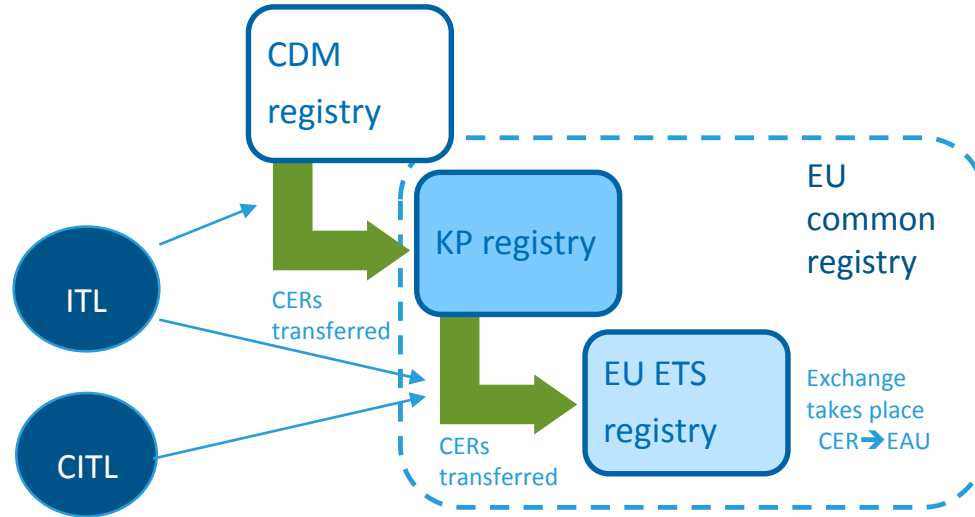 CDM
registry
EU
common
registry
KP registry
ITL
CERs
transferred
EU ETS
registry
Exchange
takes place
CER➔EAU
CITL
CERs
transferred